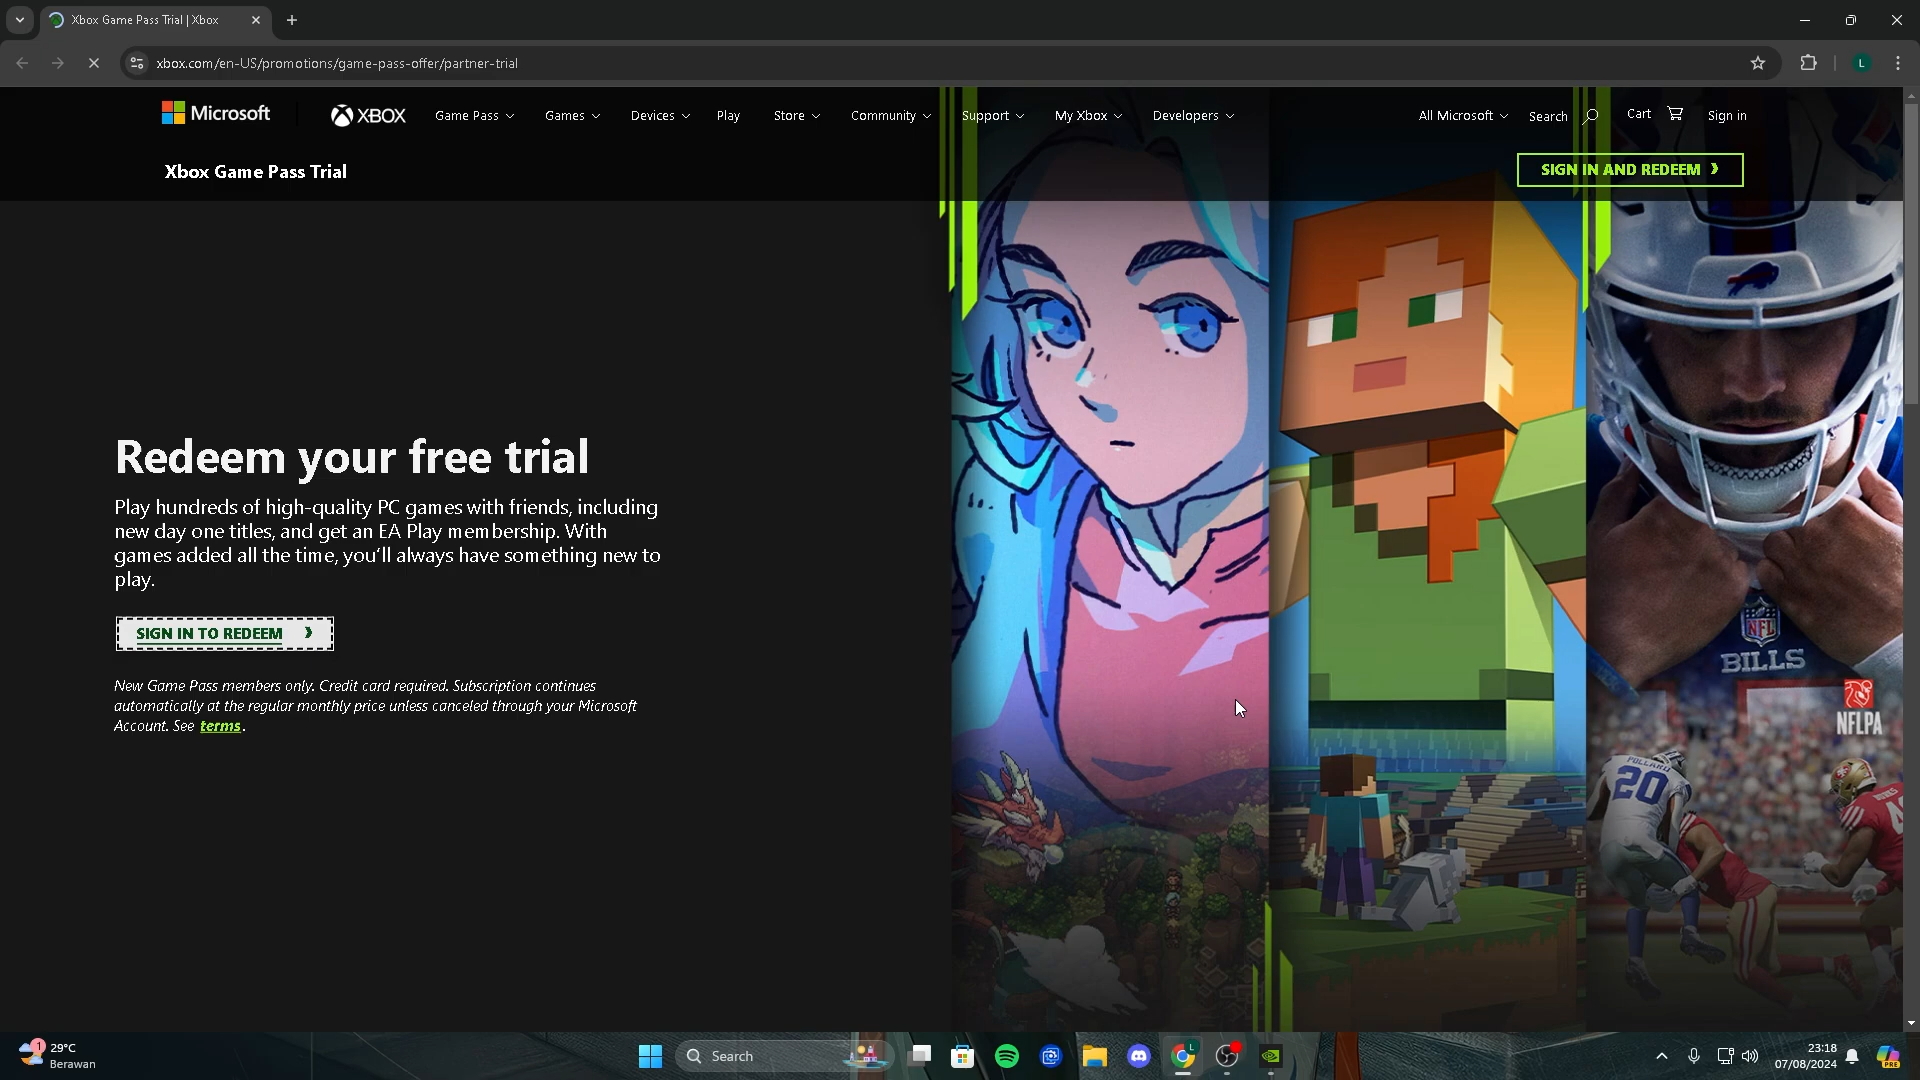 Xbox Game Pass Trial | Xbox
xbox.com/en-US/promotions/game-pass-offer/partner-trial
L
Microsoft
XBOX
Game Pass
Games
Devices
Play
Store
Community
Support
My Xbox
Developers
All Microsoft
Search
Cart
Sign in
Xbox Game Pass Trial
SIGN IN AND REDEEM
Redeem your free trial
Play hundreds of high-quality PC games with friends, including
new day one titles, and get an EA Play membership. With
games added all the time, you'll always have something new to
play.
SIGN IN TO REDEEM
New Game Pass members only. Credit card required. Subscription continues
automatically at the regular monthly price unless canceled through your Microsoft
Account. See terms.
NFL
BILLS
NFLPA
POLLARD
20
1
29°C
Berawan
Search
L
23:18
07/08/2024
PRE